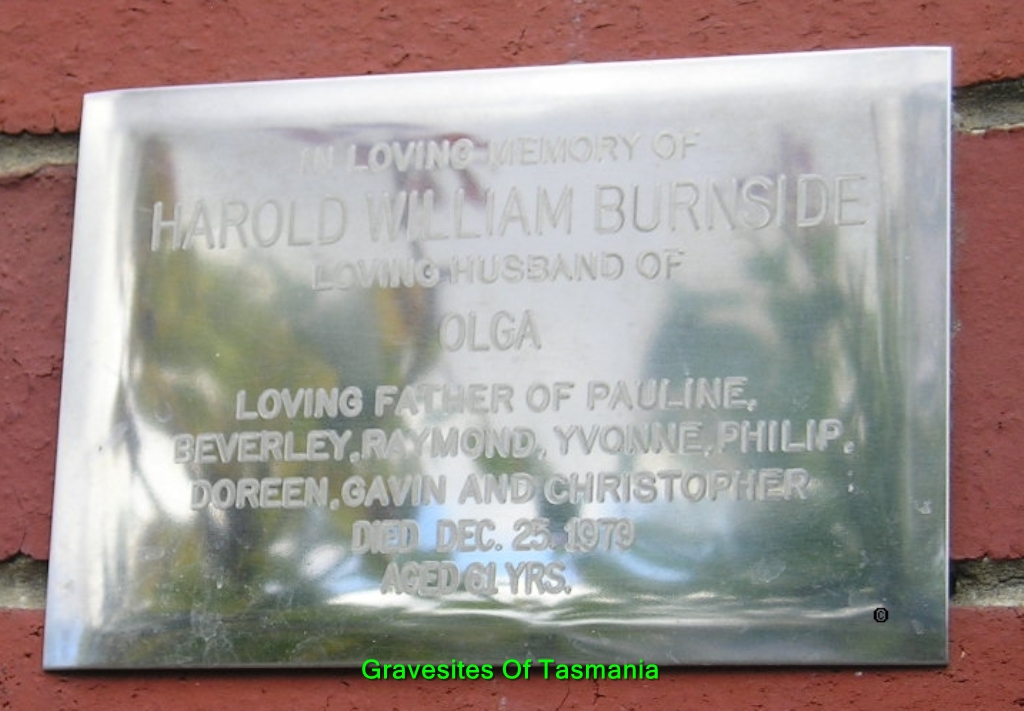 IN LOVING MEMORY OF
HAROLD WILLIAM BURNSIDE
LOVING HUSBAND OF
OLGA
LOVING FATHER OF PAULINE,
BEVERLEY, RAYMOND, YVONNE, PHILIP,
DOREEN, GAVIN AND CHRISTOPHER
DIED DEC. 25. 1979
AGED 61 YRS.
©
Gravesites Of Tasmania